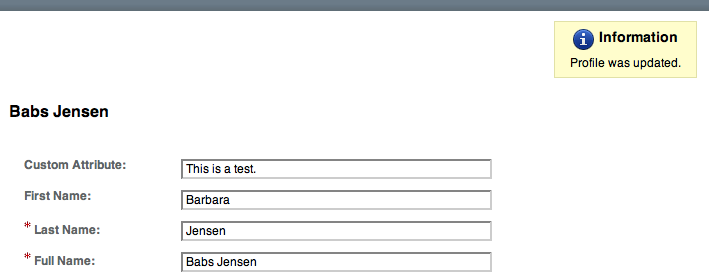 Information
Profile was updated.
Babs Jensen
Custom Attribute: This is a test.
First Name: Barbara
* Last Name: Jensen
* Full Name: Babs Jensen